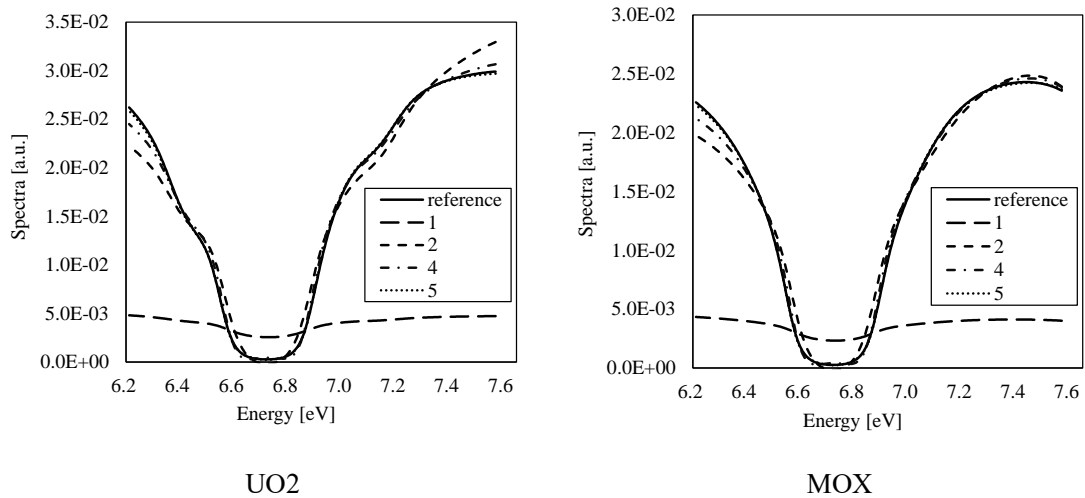 3.5E-02
3.0E-02
2.5E-02
2.0E-02
1.5E-02
1.0E-02
5.0E-03
0.0E+00
Spectra [a.u.]
reference
1
2
4
5
6.2 6.4 6.6 6.8 7.0 7.2 7.4 7.6
Energy [eV]
UO2
3.0E-02
2.5E-02
2.0E-02
1.5E-02
1.0E-02
5.0E-03
0.0E+00
Spectra [a.u.]
reference
1
2
4
5
6.2 6.4 6.6 6.8 7.0 7.2 7.4 7.6
Energy [eV]
MOX